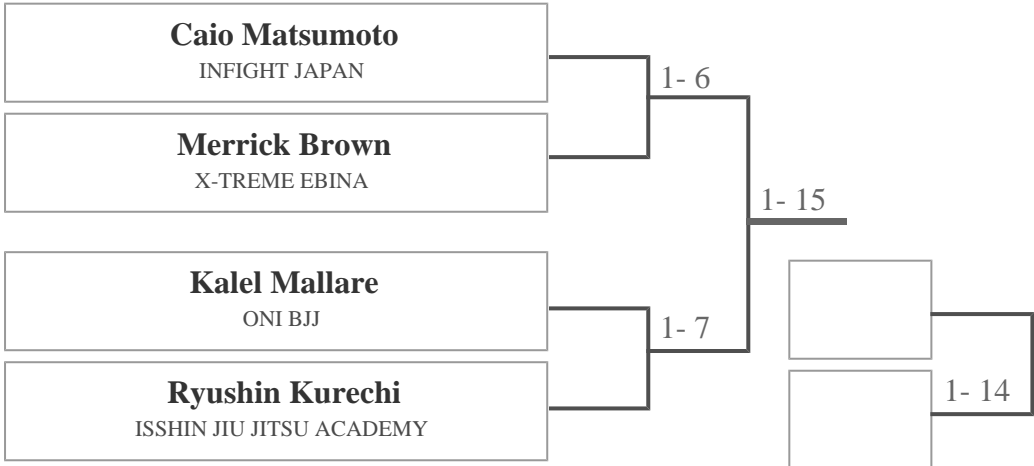 Caio Matsumoto
INFIGHT JAPAN
1- 6
Merrick Brown
X-TREME EBINA
1- 15
Kalel Mallare
ONI BJJ
1- 7
Ryushin Kurechi
ISSHIN JIU JITSU ACADEMY
1- 14